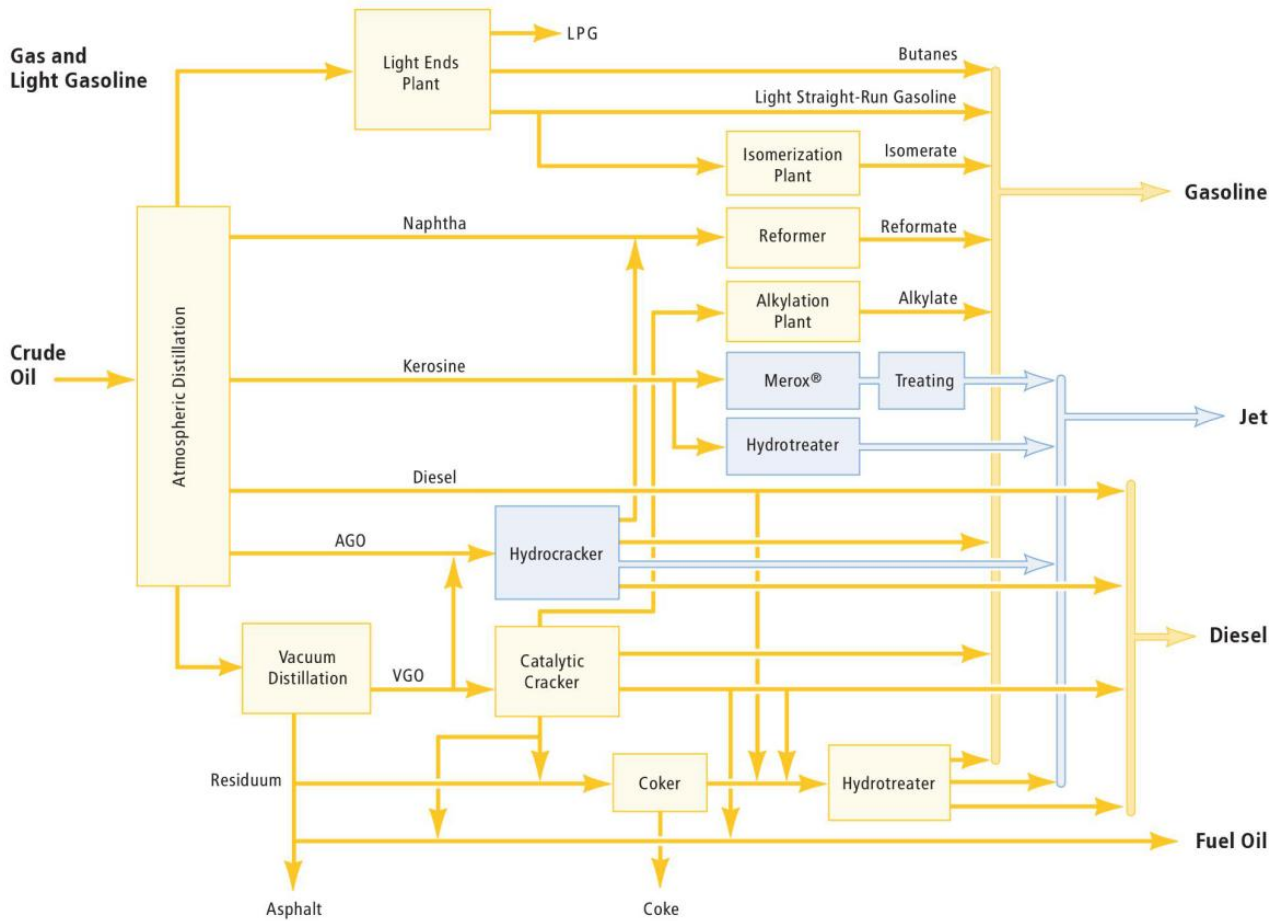 Gas and
Light Gasoline
Light Ends
Plant
LPG
Butanes
Light Straight-Run Gasoline
Isomerization
Plant
Isomerate
Gasoline
Naphtha
Reformer
Reformate
Alkylation
Plant
Alkylate
Crude
Oil
Atmospheric Distillation
Kerosine
Merox®
Treating
Jet
Hydrotreater
Diesel
AGO
Hydrocracker
Vacuum
Distillation
VGO
Catalytic
Cracker
Diesel
Residuum
Coker
Hydrotreater
Fuel Oil
Asphalt
Coke